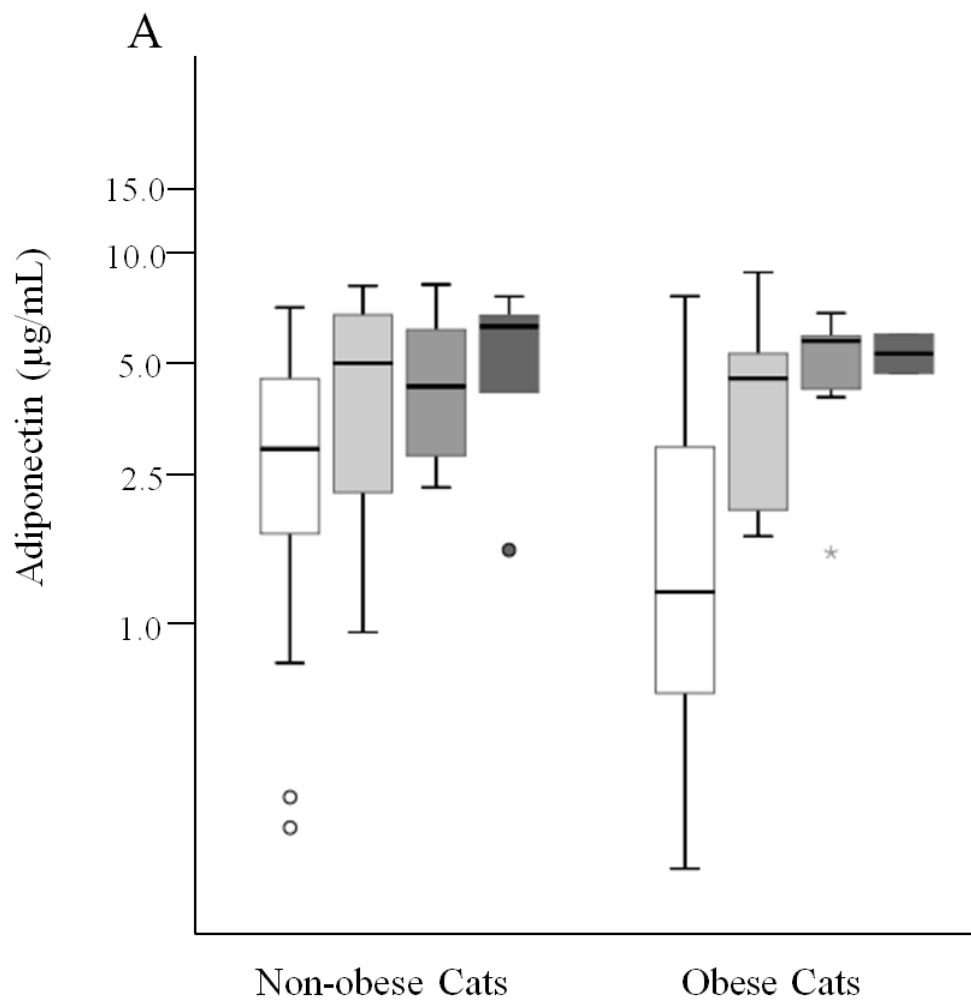 A
15.0
10.0
5.0
2.5
1.0
Adiponectin (µg/mL)
Non-obese Cats
Obese Cats